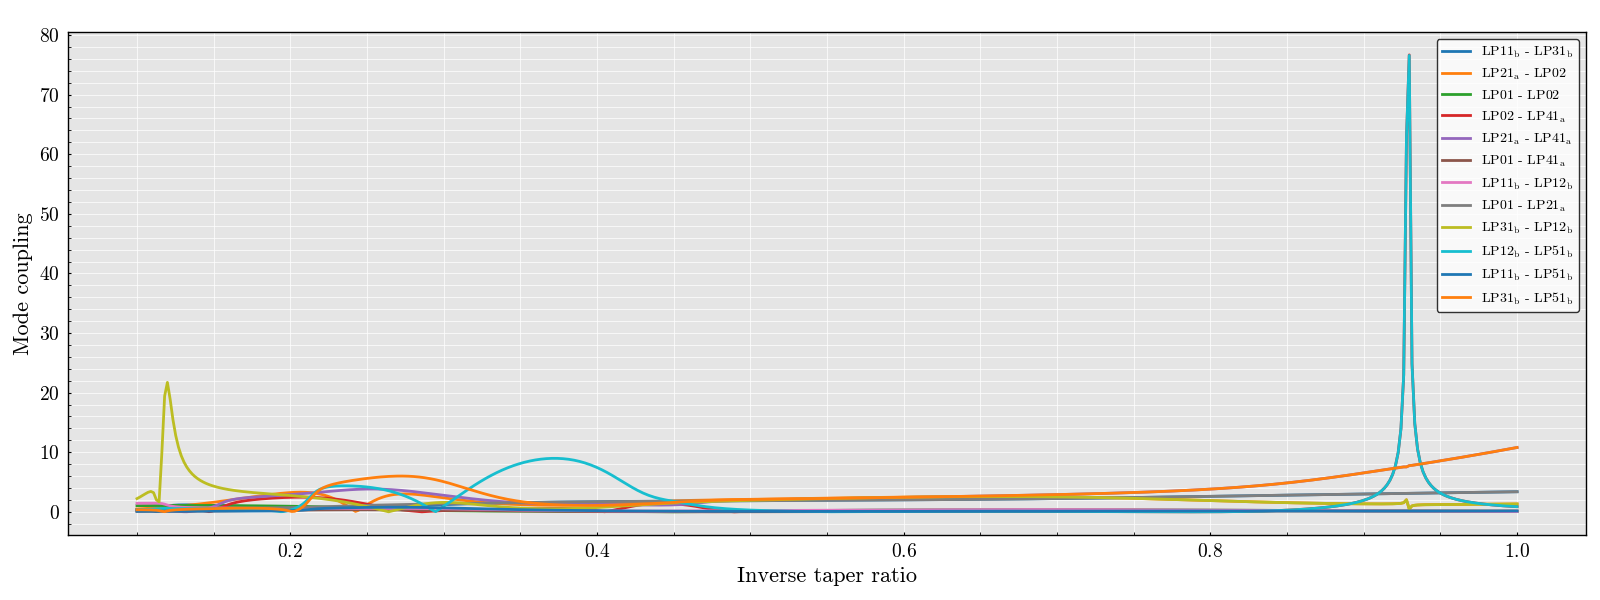 80
70
60
50
40
30
20
10
0
Mode coupling
0.2 0.4 0.6 0.8 1.0
Inverse taper ratio
LP11b - LP31b
LP21a - LP02
LP01 - LP02
LP02 - LP41a
LP21a - LP41a
LP01 - LP41a
LP11b - LP12b
LP01 - LP21a
LP31b - LP12b
LP12b - LP51b
LP11b - LP51b
LP31b - LP51b